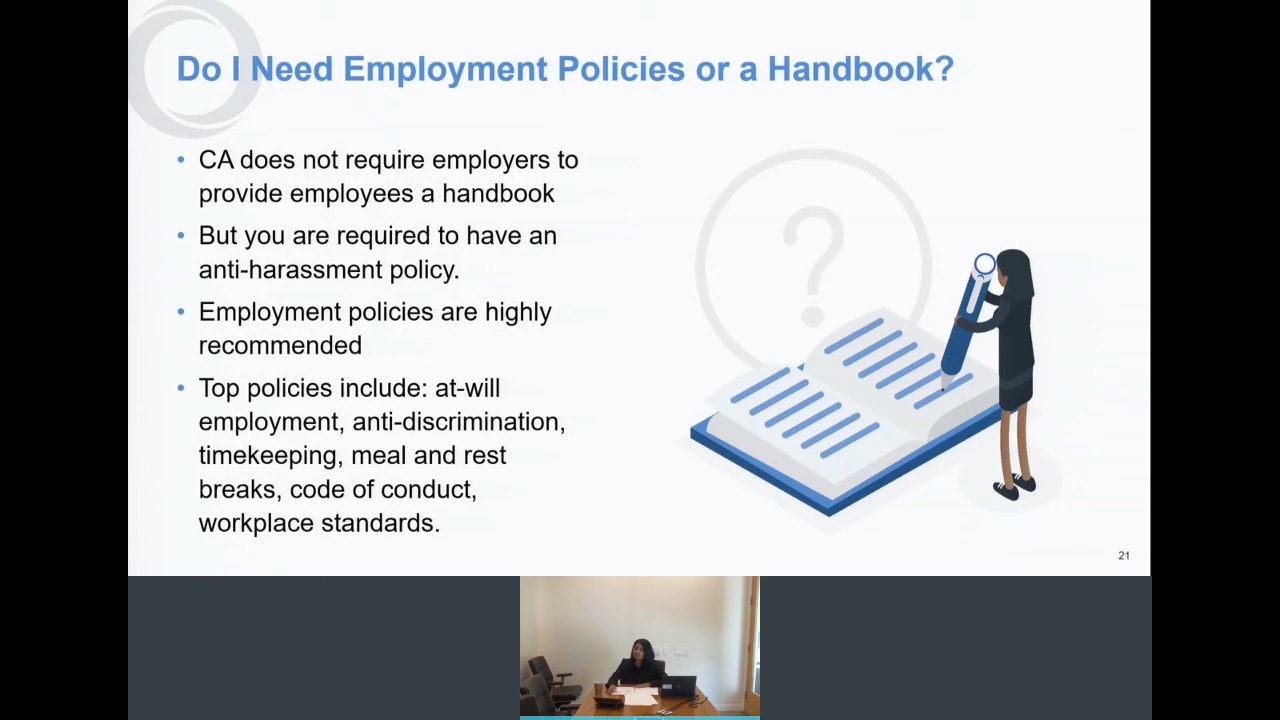 Do I Need Employment Policies or a Handbook?
• CA does not require employers to
provide employees a handbook
• But you are required to have an
anti-harassment policy.
• Employment policies are highly
recommended
• Top policies include: at-will
employment, anti-discrimination,
timekeeping, meal and rest
breaks, code of conduct,
workplace standards.
21